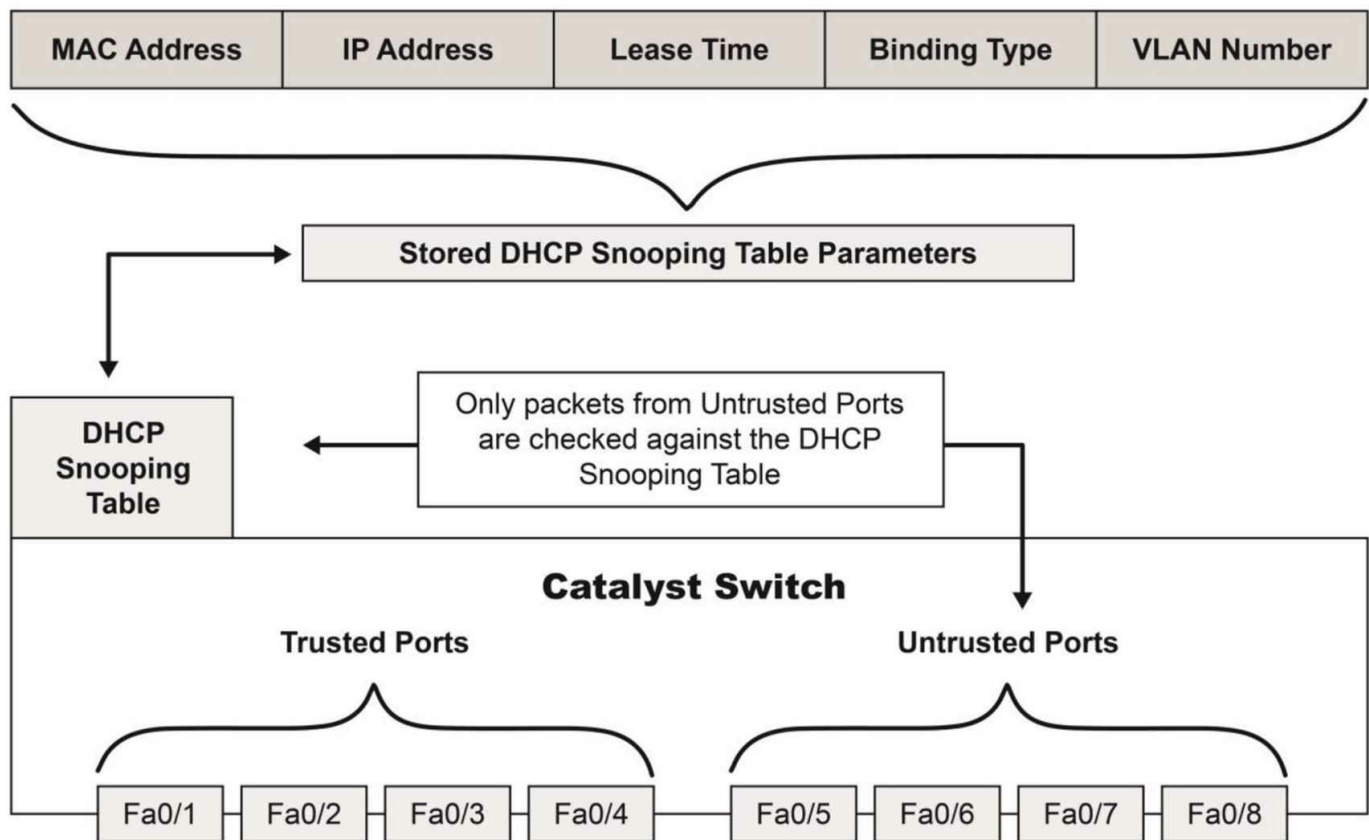 MAC Address
IP Address
Lease Time
Binding Type
VLAN Number
Stored DHCP Snooping Table Parameters
DHCP
Snooping
Table
Only packets from Untrusted Ports
are checked against the DHCP
Snooping Table
Catalyst Switch
Trusted Ports
Untrusted Ports
Fa0/1
Fa0/2
Fa0/3
Fa0/4
Fa0/5
Fa0/6
Fa0/7
Fa0/8